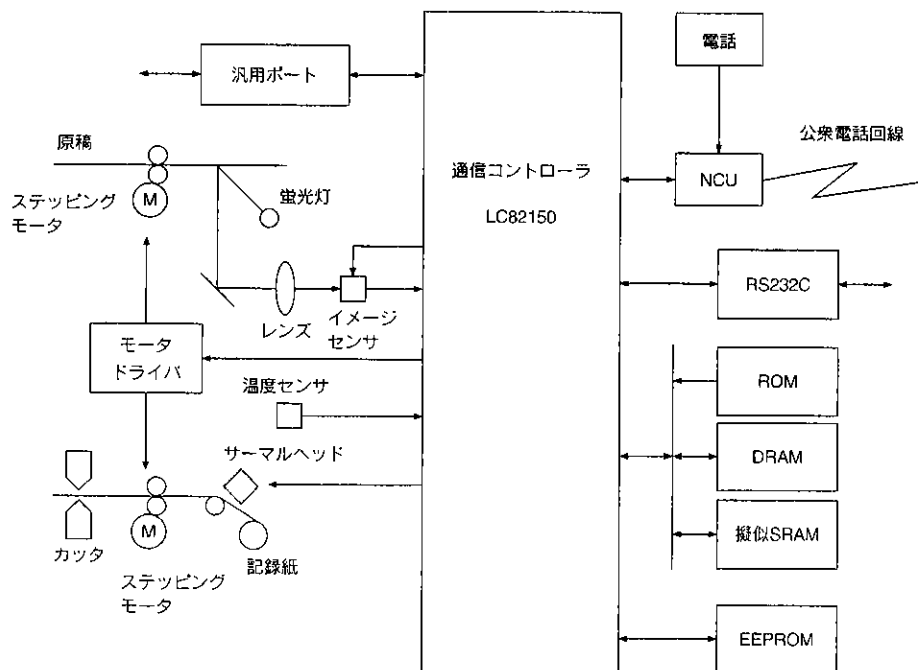 電話
汎用ポート
公衆電話回線
原稿
通信コントローラ
NCU
蛍光灯
ステッピング
モータ
M
LC82150
RS232C
レンズ
イメージ
センサ
モータ
ドライバ
温度センサ
ROM
サーマルヘッド
DRAM
M
擬似SRAM
カッタ
記録紙
ステッピング
モータ
EEPROM